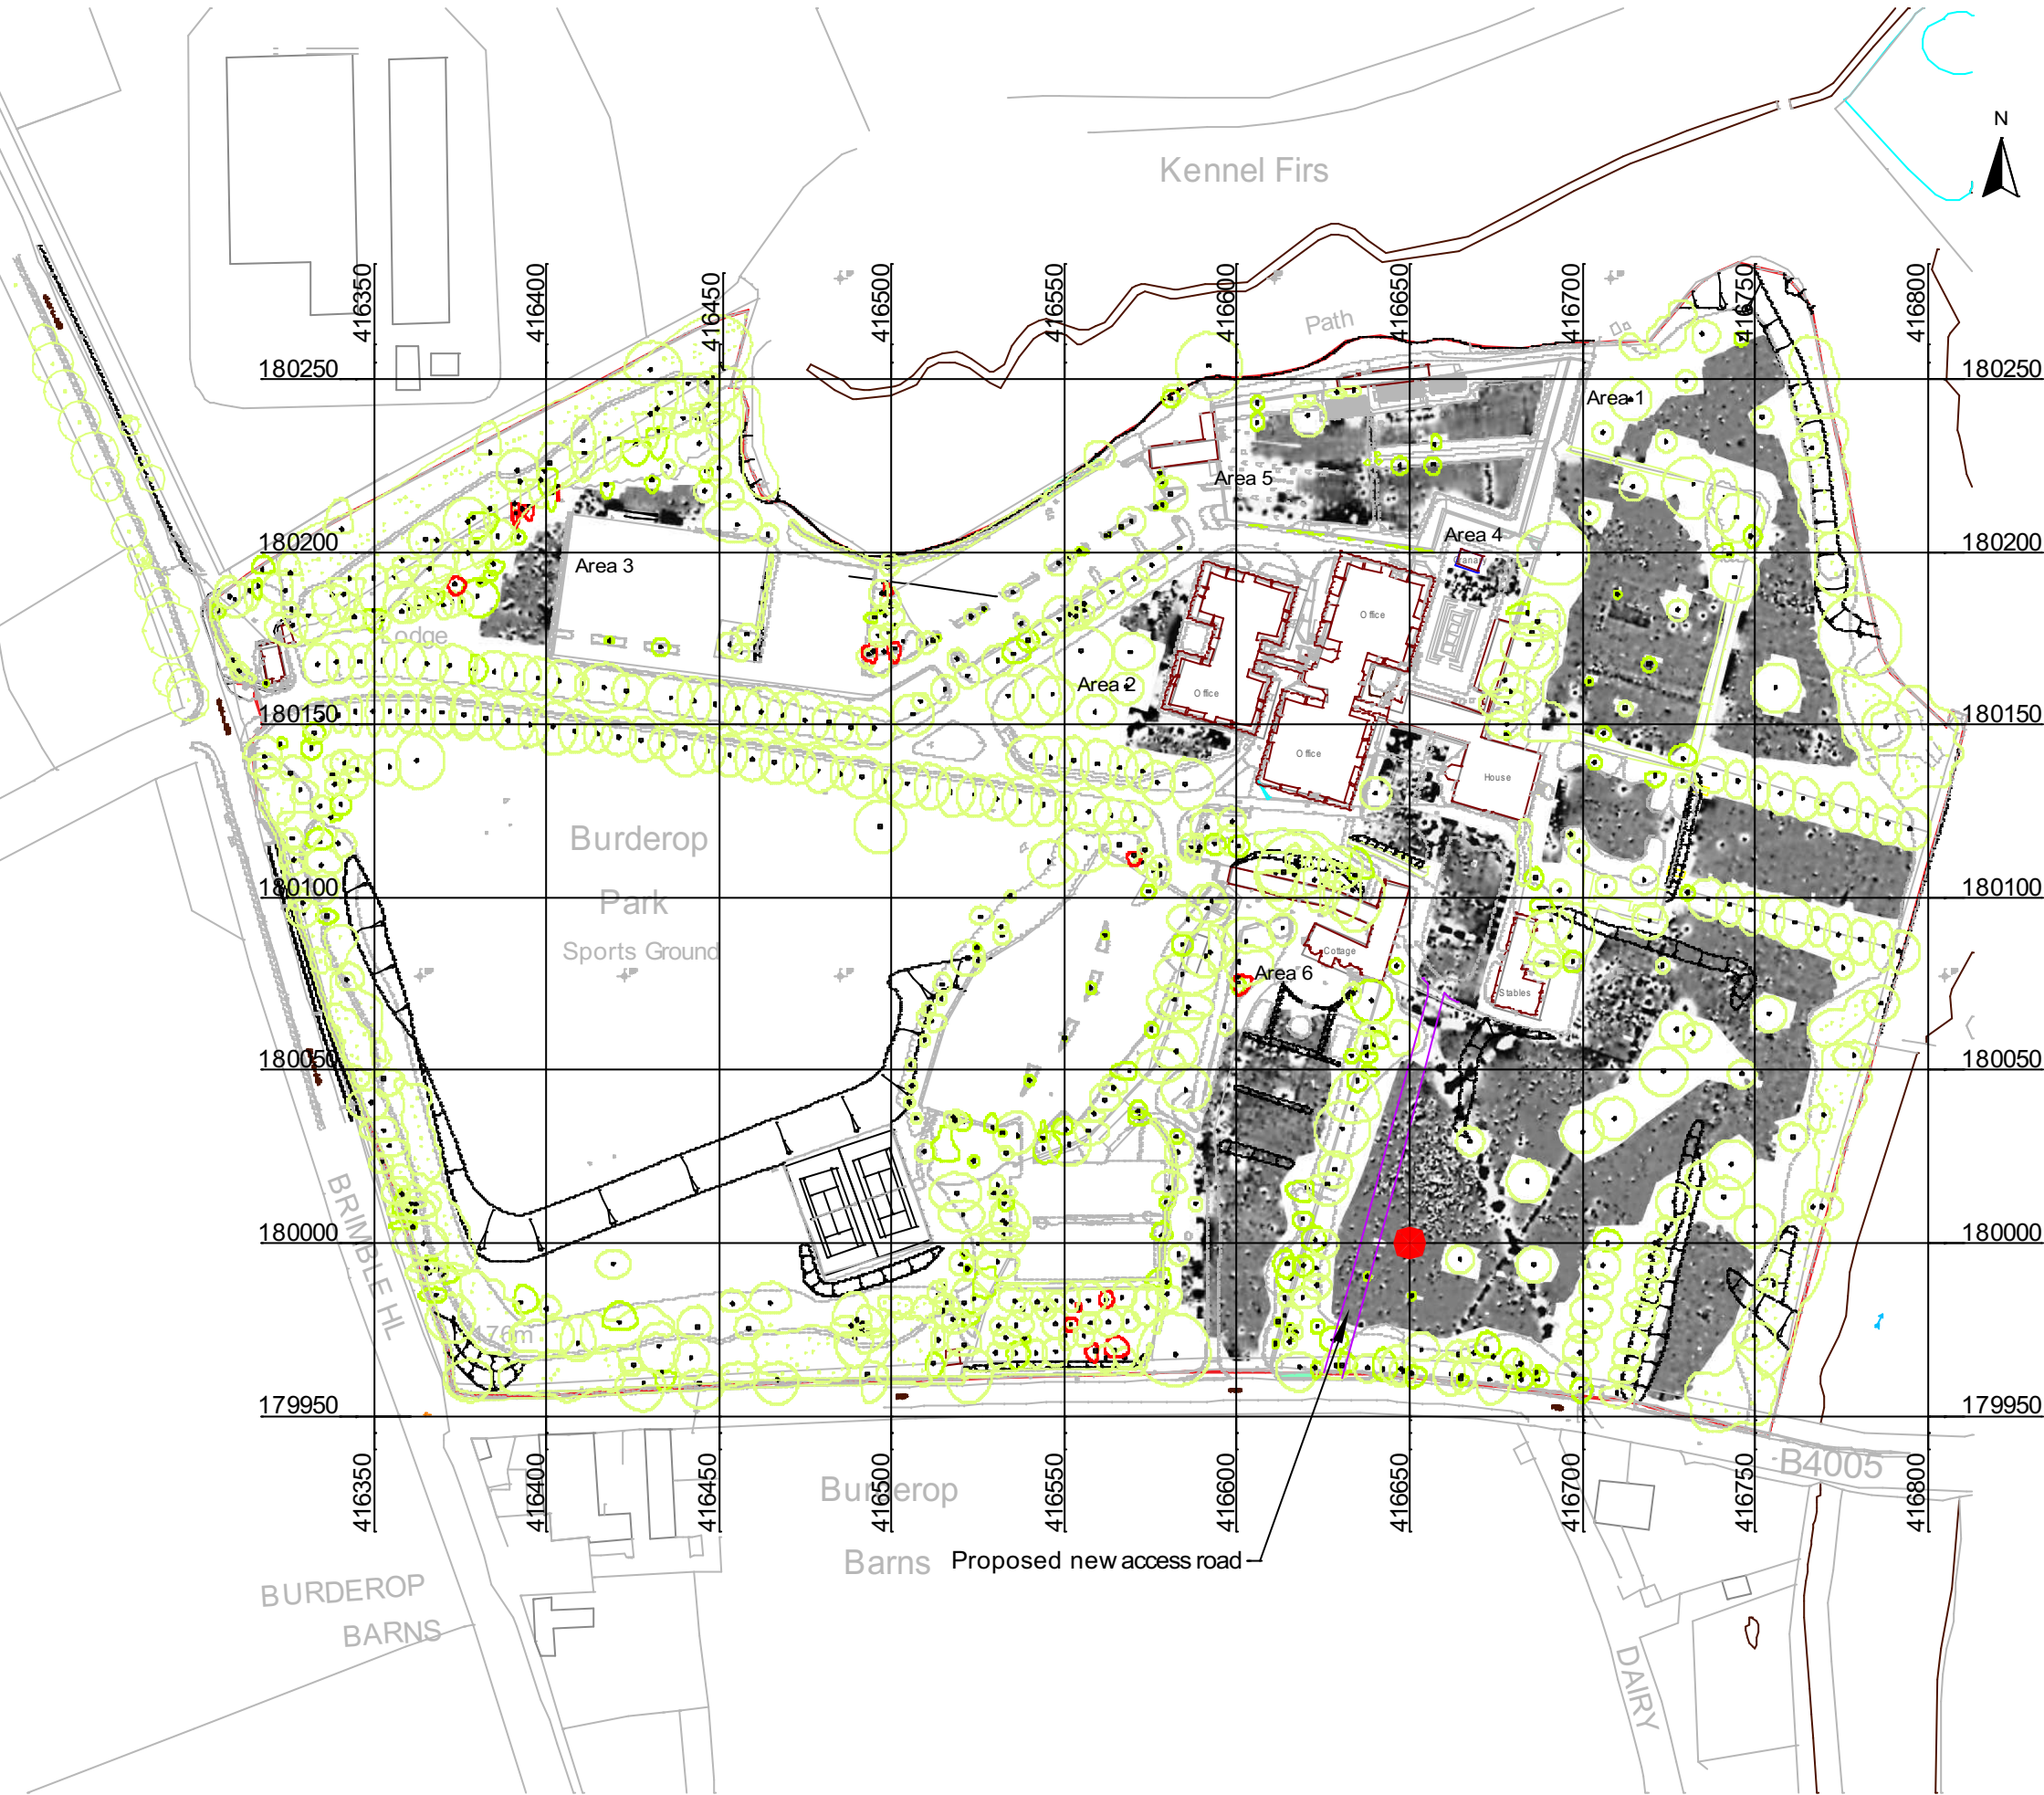 Kennel Firs
N
416350
416400
416450
416500
416550
416600
416650
416700
416750
416800
Path
180250
180250
Area 1
Area 5
180200
Area 3
Area 4
180200
Office
Lodge
Area 2
Office
180150
180150
Office
House
Burderop
Park
Sports Ground
180100
180100
Cottage
Area 6
Stables
180050
180050
BRIMBLE HL
180000
180000
176m
179950
179950
416350
416400
416450
416500
416550
416600
416650
416700
416750
416800
B4005
Burderop
Barns
Proposed new access road
BURDEROP
BARNS
DAIRY